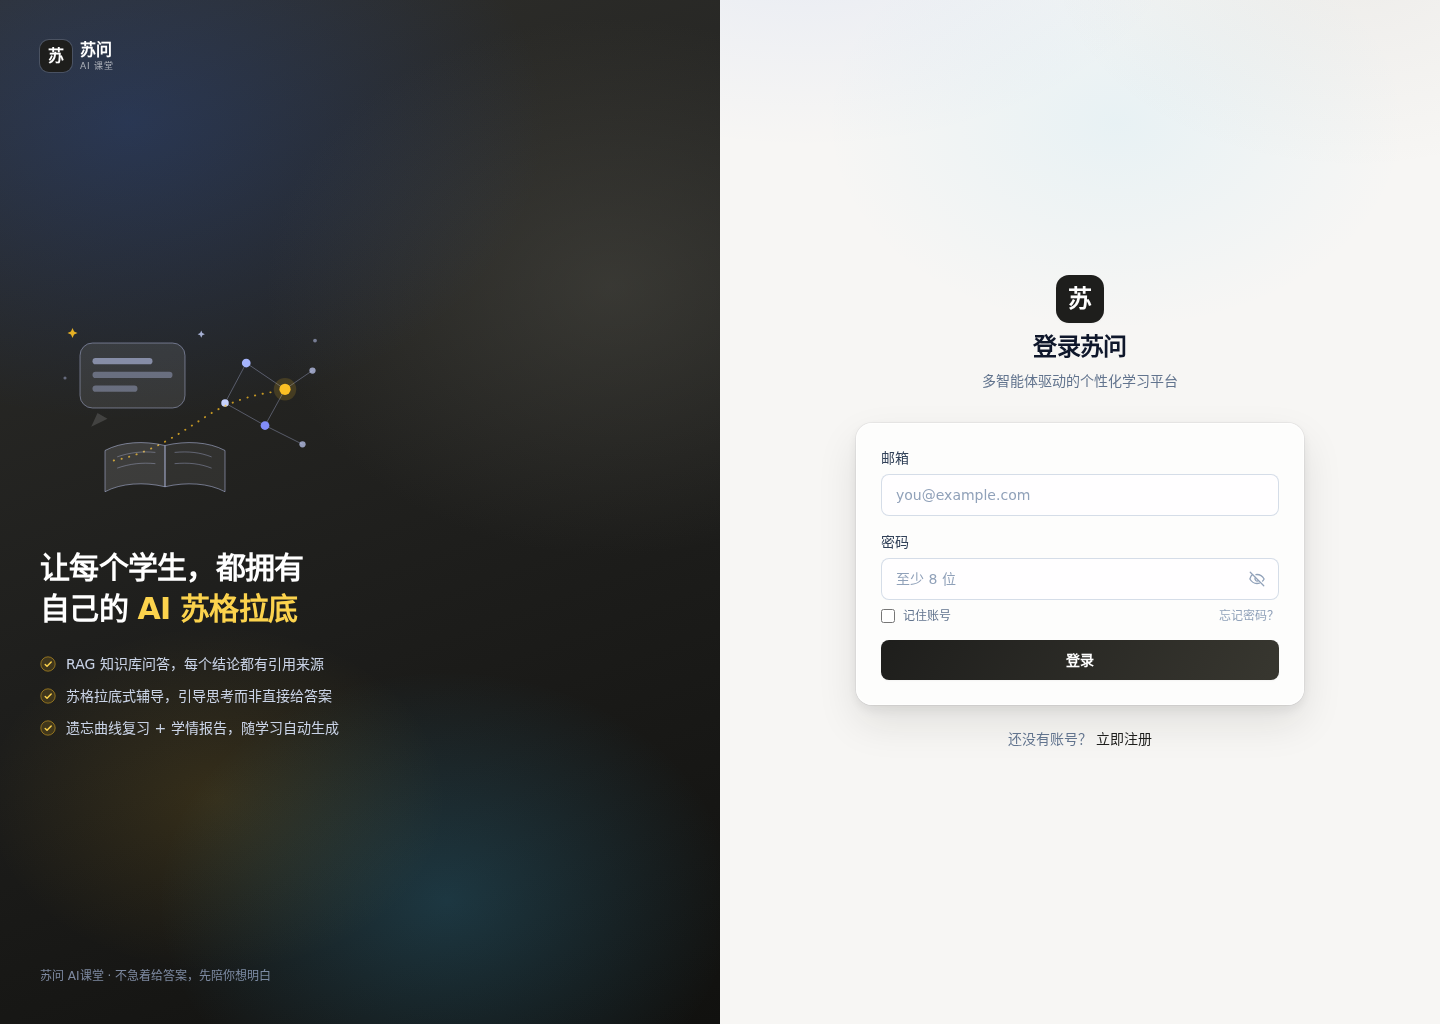 苏
苏问
AI 课堂
让每个学生，都拥有
自己的 AI 苏格拉底
RAG 知识库问答，每个结论都有引用来源
苏格拉底式辅导，引导思考而非直接给答案
遗忘曲线复习 + 学情报告，随学习自动生成
苏问 AI课堂 · 不急着给答案，先陪你想明白
苏
登录苏问
多智能体驱动的个性化学习平台
邮箱
you@example.com
密码
至少 8 位
记住账号
忘记密码？
登录
还没有账号？ 立即注册